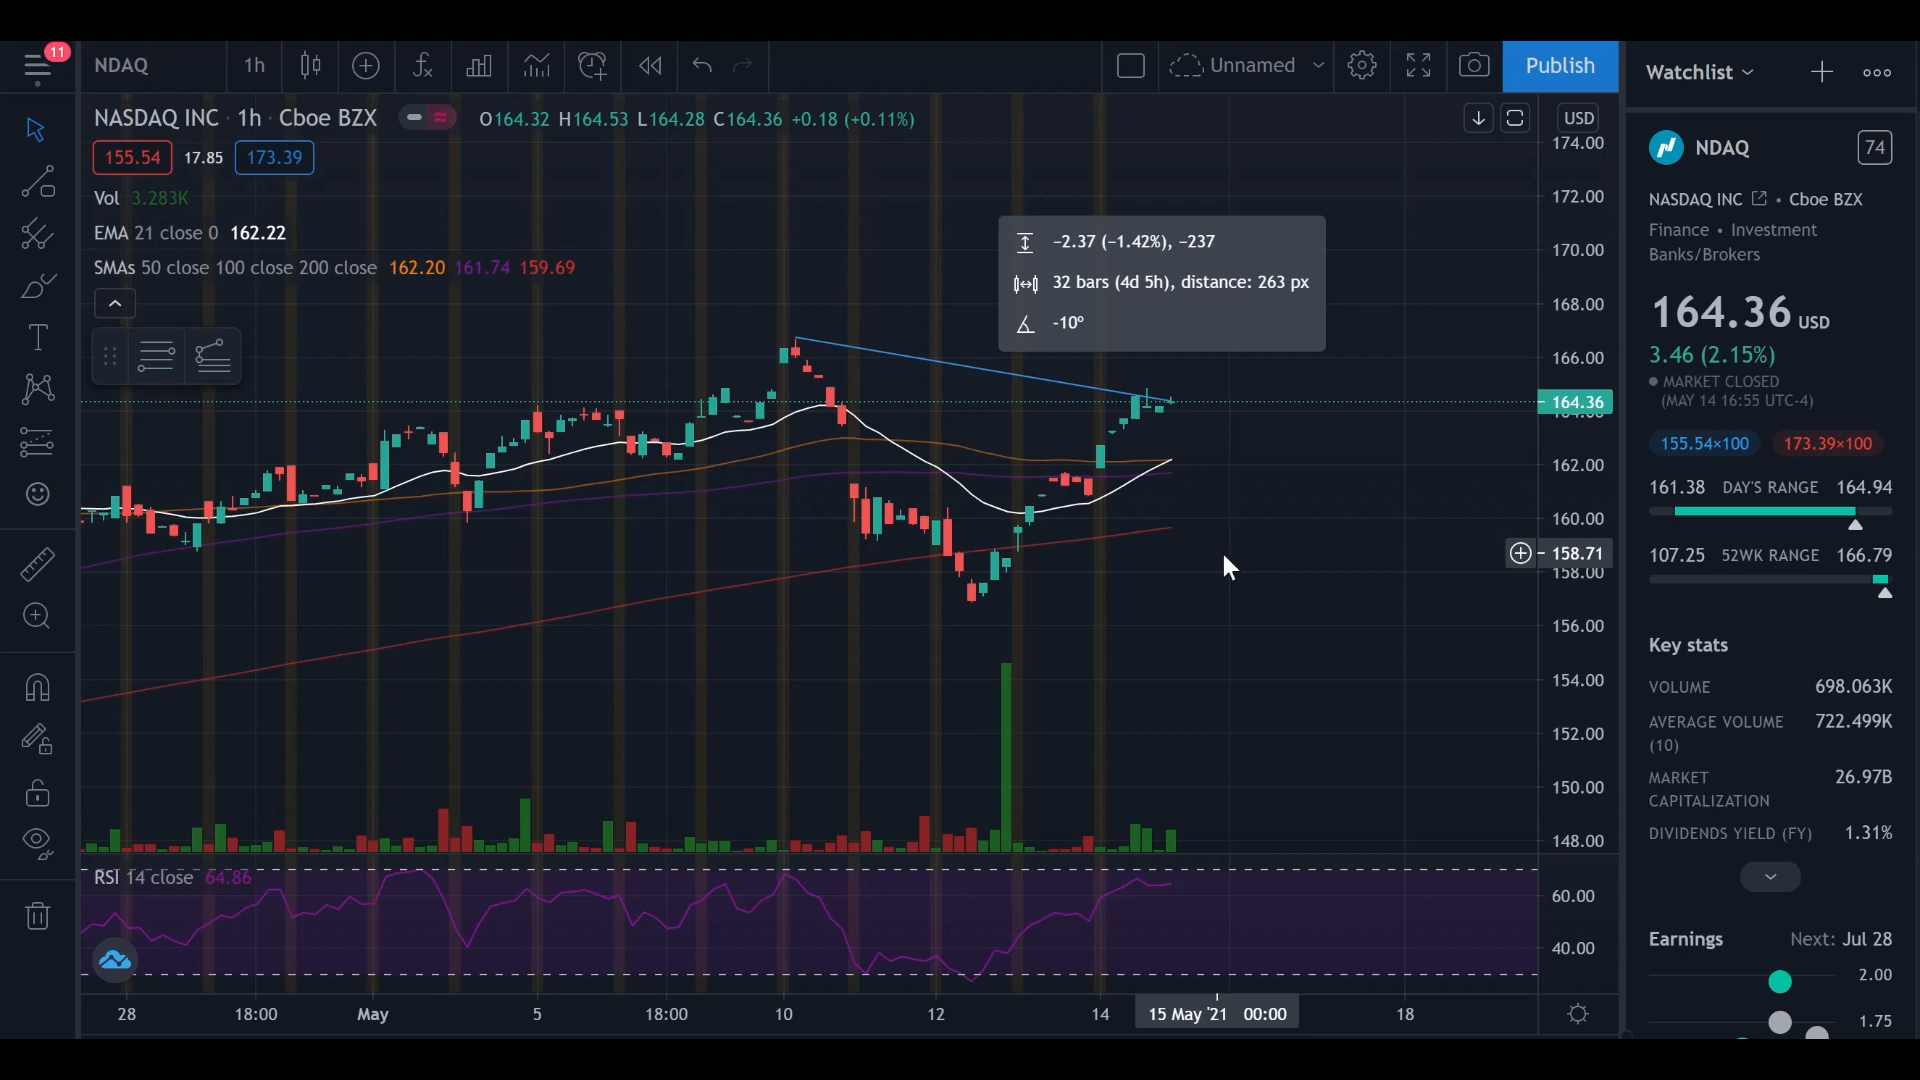 11
NDAQ
1h
Unnamed
Publish
Watchlist
NASDAQ INC · 1h · Cboe BZX
O164.32 H164.53 L164.28 C164.36 +0.18 (+0.11%)
155.54 17.85 173.39
Vol 3.283K
EMA 21 close 0 162.22
SMAs 50 close 100 close 200 close 162.20 161.74 159.69
−2.37 (−1.42%), −237
32 bars (4d 5h), distance: 263 px
-10º
USD
174.00
172.00
170.00
168.00
166.00
164.36
164.00
162.00
160.00
158.71
158.00
156.00
154.00
152.00
150.00
148.00
RSI 14 close 64.86
60.00
40.00
28 18:00 May 5 18:00 10 12 14 15 May '21 00:00 18
NDAQ
74
NASDAQ INC • Cboe BZX
Finance • Investment
Banks/Brokers
164.36 USD
3.46 (2.15%)
MARKET CLOSED
(MAY 14 16:55 UTC-4)
155.54×100 173.39×100
161.38 DAY'S RANGE 164.94
107.25 52WK RANGE 166.79
Key stats
VOLUME 698.063K
AVERAGE VOLUME 722.499K
(10)
MARKET 26.97B
CAPITALIZATION
DIVIDENDS YIELD (FY) 1.31%
Earnings Next: Jul 28
2.00
1.75